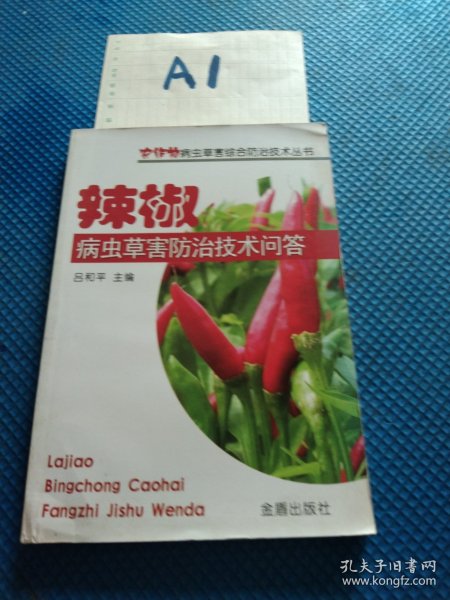 A1
农作物病虫草害综合防治技术丛书
辣椒
病虫草害防治技术问答
吕和平 主编
Lajiao
Bingchong Caohai
Fangzhi Jishu Wenda
金盾出版社
孔夫子旧书网
www.kongfz.com